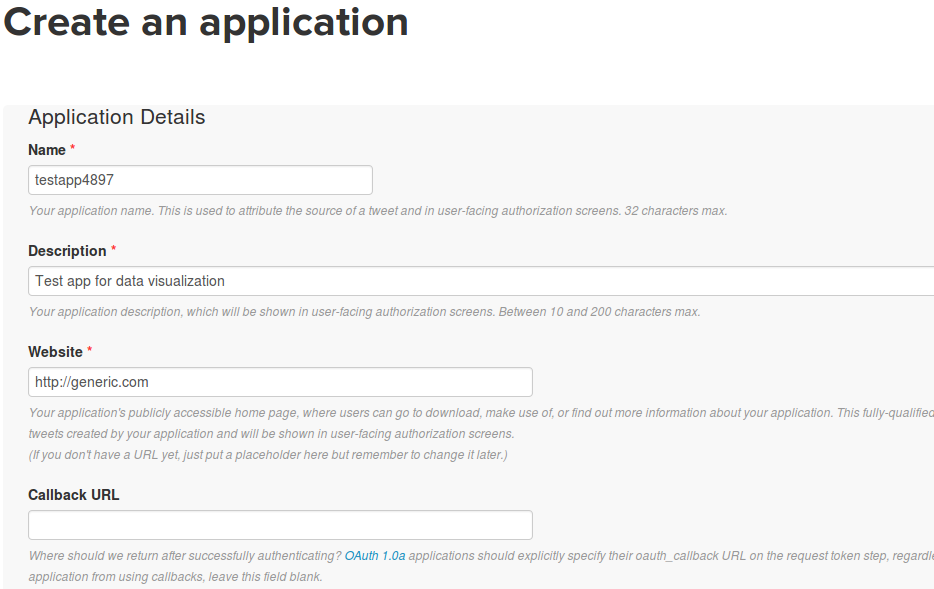 Create an application
Application Details
Name *
testapp4897
Your application name. This is used to attribute the source of a tweet and in user-facing authorization screens. 32 characters max.
Description *
Test app for data visualization
Your application description, which will be shown in user-facing authorization screens. Between 10 and 200 characters max.
Website *
http://generic.com
Your application's publicly accessible home page, where users can go to download, make use of, or find out more information about your application. This fully-qualified
tweets created by your application and will be shown in user-facing authorization screens.
(If you don't have a URL yet, just put a placeholder here but remember to change it later.)
Callback URL
Where should we return after successfully authenticating? OAuth 1.0a applications should explicitly specify their oauth_callback URL on the request token step,
application from using callbacks, leave this field blank.